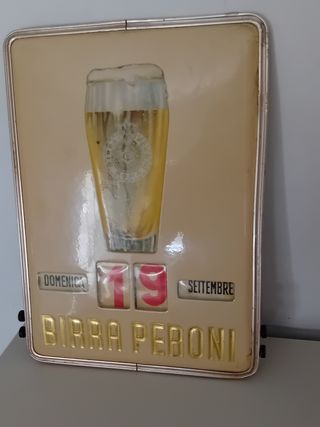 DOMENICA 19 SETTEMBRE
BIRRA PERONI